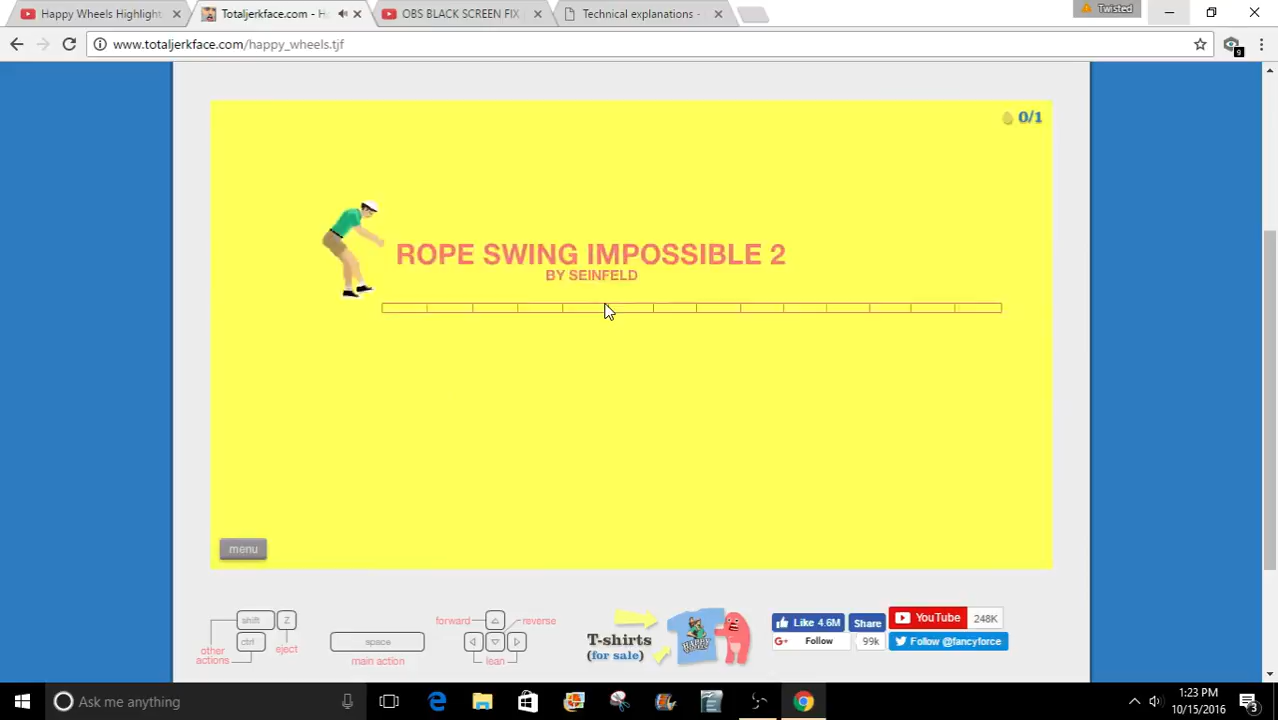 Happy Wheels Highlight
Totaljerkface.com - H
OBS BLACK SCREEN FIX
Technical explanations -
Twisted
www.totaljerkface.com/happy_wheels.tjf
9
0/1
ROPE SWING IMPOSSIBLE 2
BY SEINFELD
menu
shift
Z
ctrl
eject
other
actions
space
main action
forward
reverse
lean
T-shirts
(for sale)
HAPPY
Like 4.6M
Share
YouTube
248K
G+
Follow
99k
Follow @fancyforce
Ask me anything
1:23 PM
10/15/2016
3